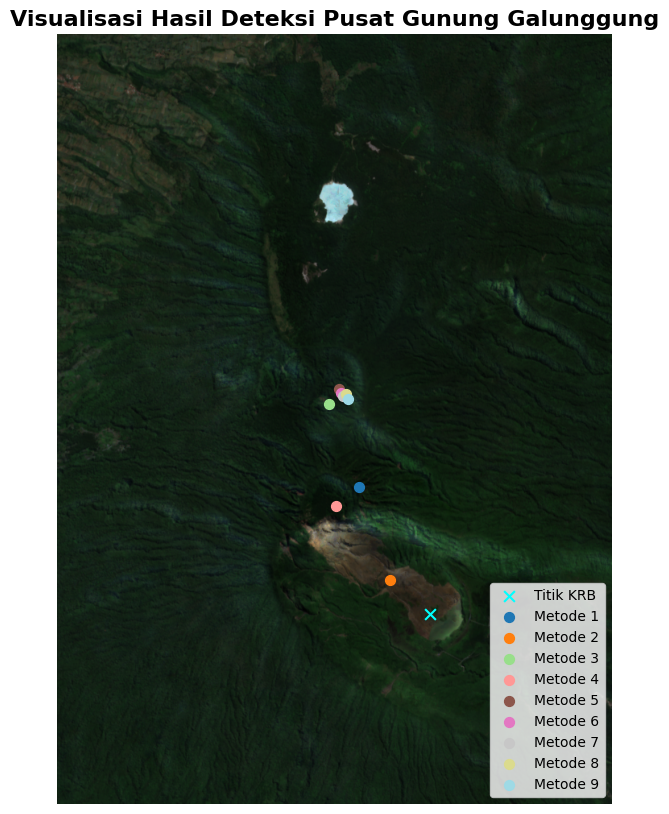 Visualisasi Hasil Deteksi Pusat Gunung Galunggung
Titik KRB
Metode 1
Metode 2
Metode 3
Metode 4
Metode 5
Metode 6
Metode 7
Metode 8
Metode 9